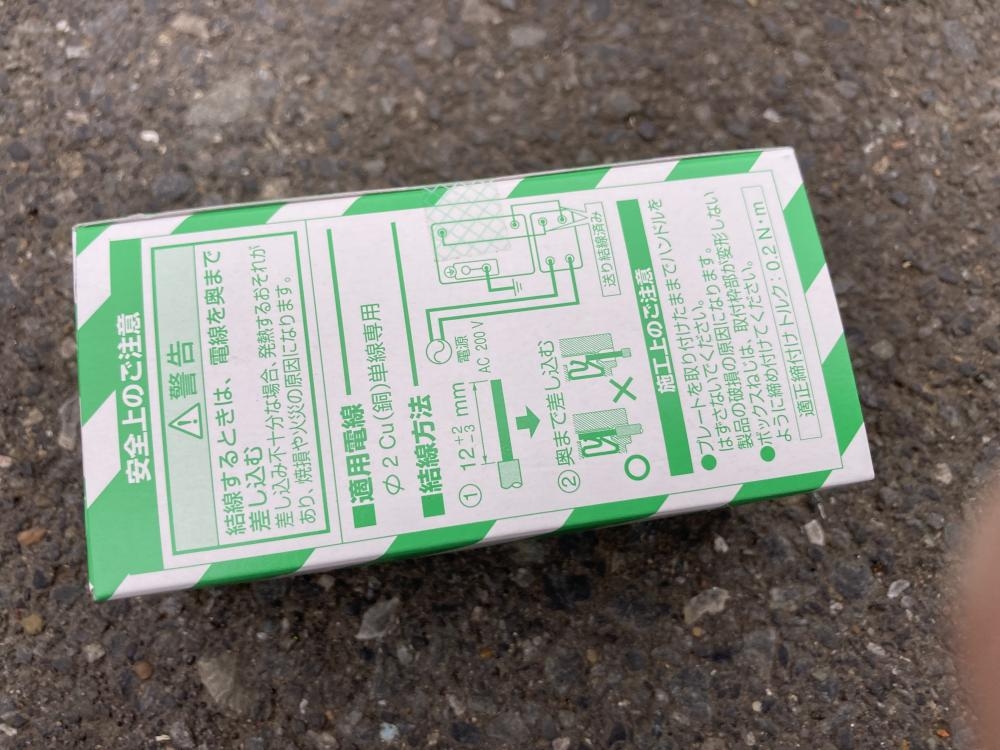 安全上のご注意
⚠警告
結線するときは、電線を奥まで
差し込む
差し込み不十分な場合、発熱するおそれが
あり、焼損や火災の原因になります。
■適用電線
φ2 Cu(銅)単線専用
■結線方法
① 12+2-3 mm
電源
AC 200V
送り結線済み
②奥まで差し込む
○ ×
施工上のご注意
●プレートを取り付けたままでハンドルを
はずさないでください。
製品の破損の原因になります。
●ボックスねじは、取付枠部が変形しない
ように締め付けてください。
適正締付けトルク:0.2 N・m